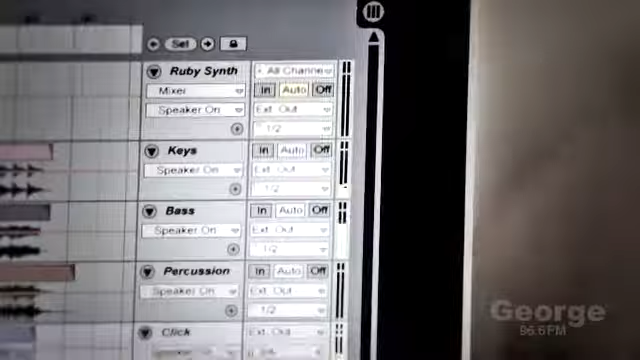 Set
Ruby Synth
All Channe
Mixer
In Auto Off
Speaker On
Ext. Out
1/2
Keys
In Auto Off
Speaker On
Ext. Out
1/2
Bass
In Auto Off
Speaker On
Ext. Out
1/2
Percussion
In Auto Off
Speaker On
Ext. Out
1/2
Click
Ext. Out
George
96.6FM